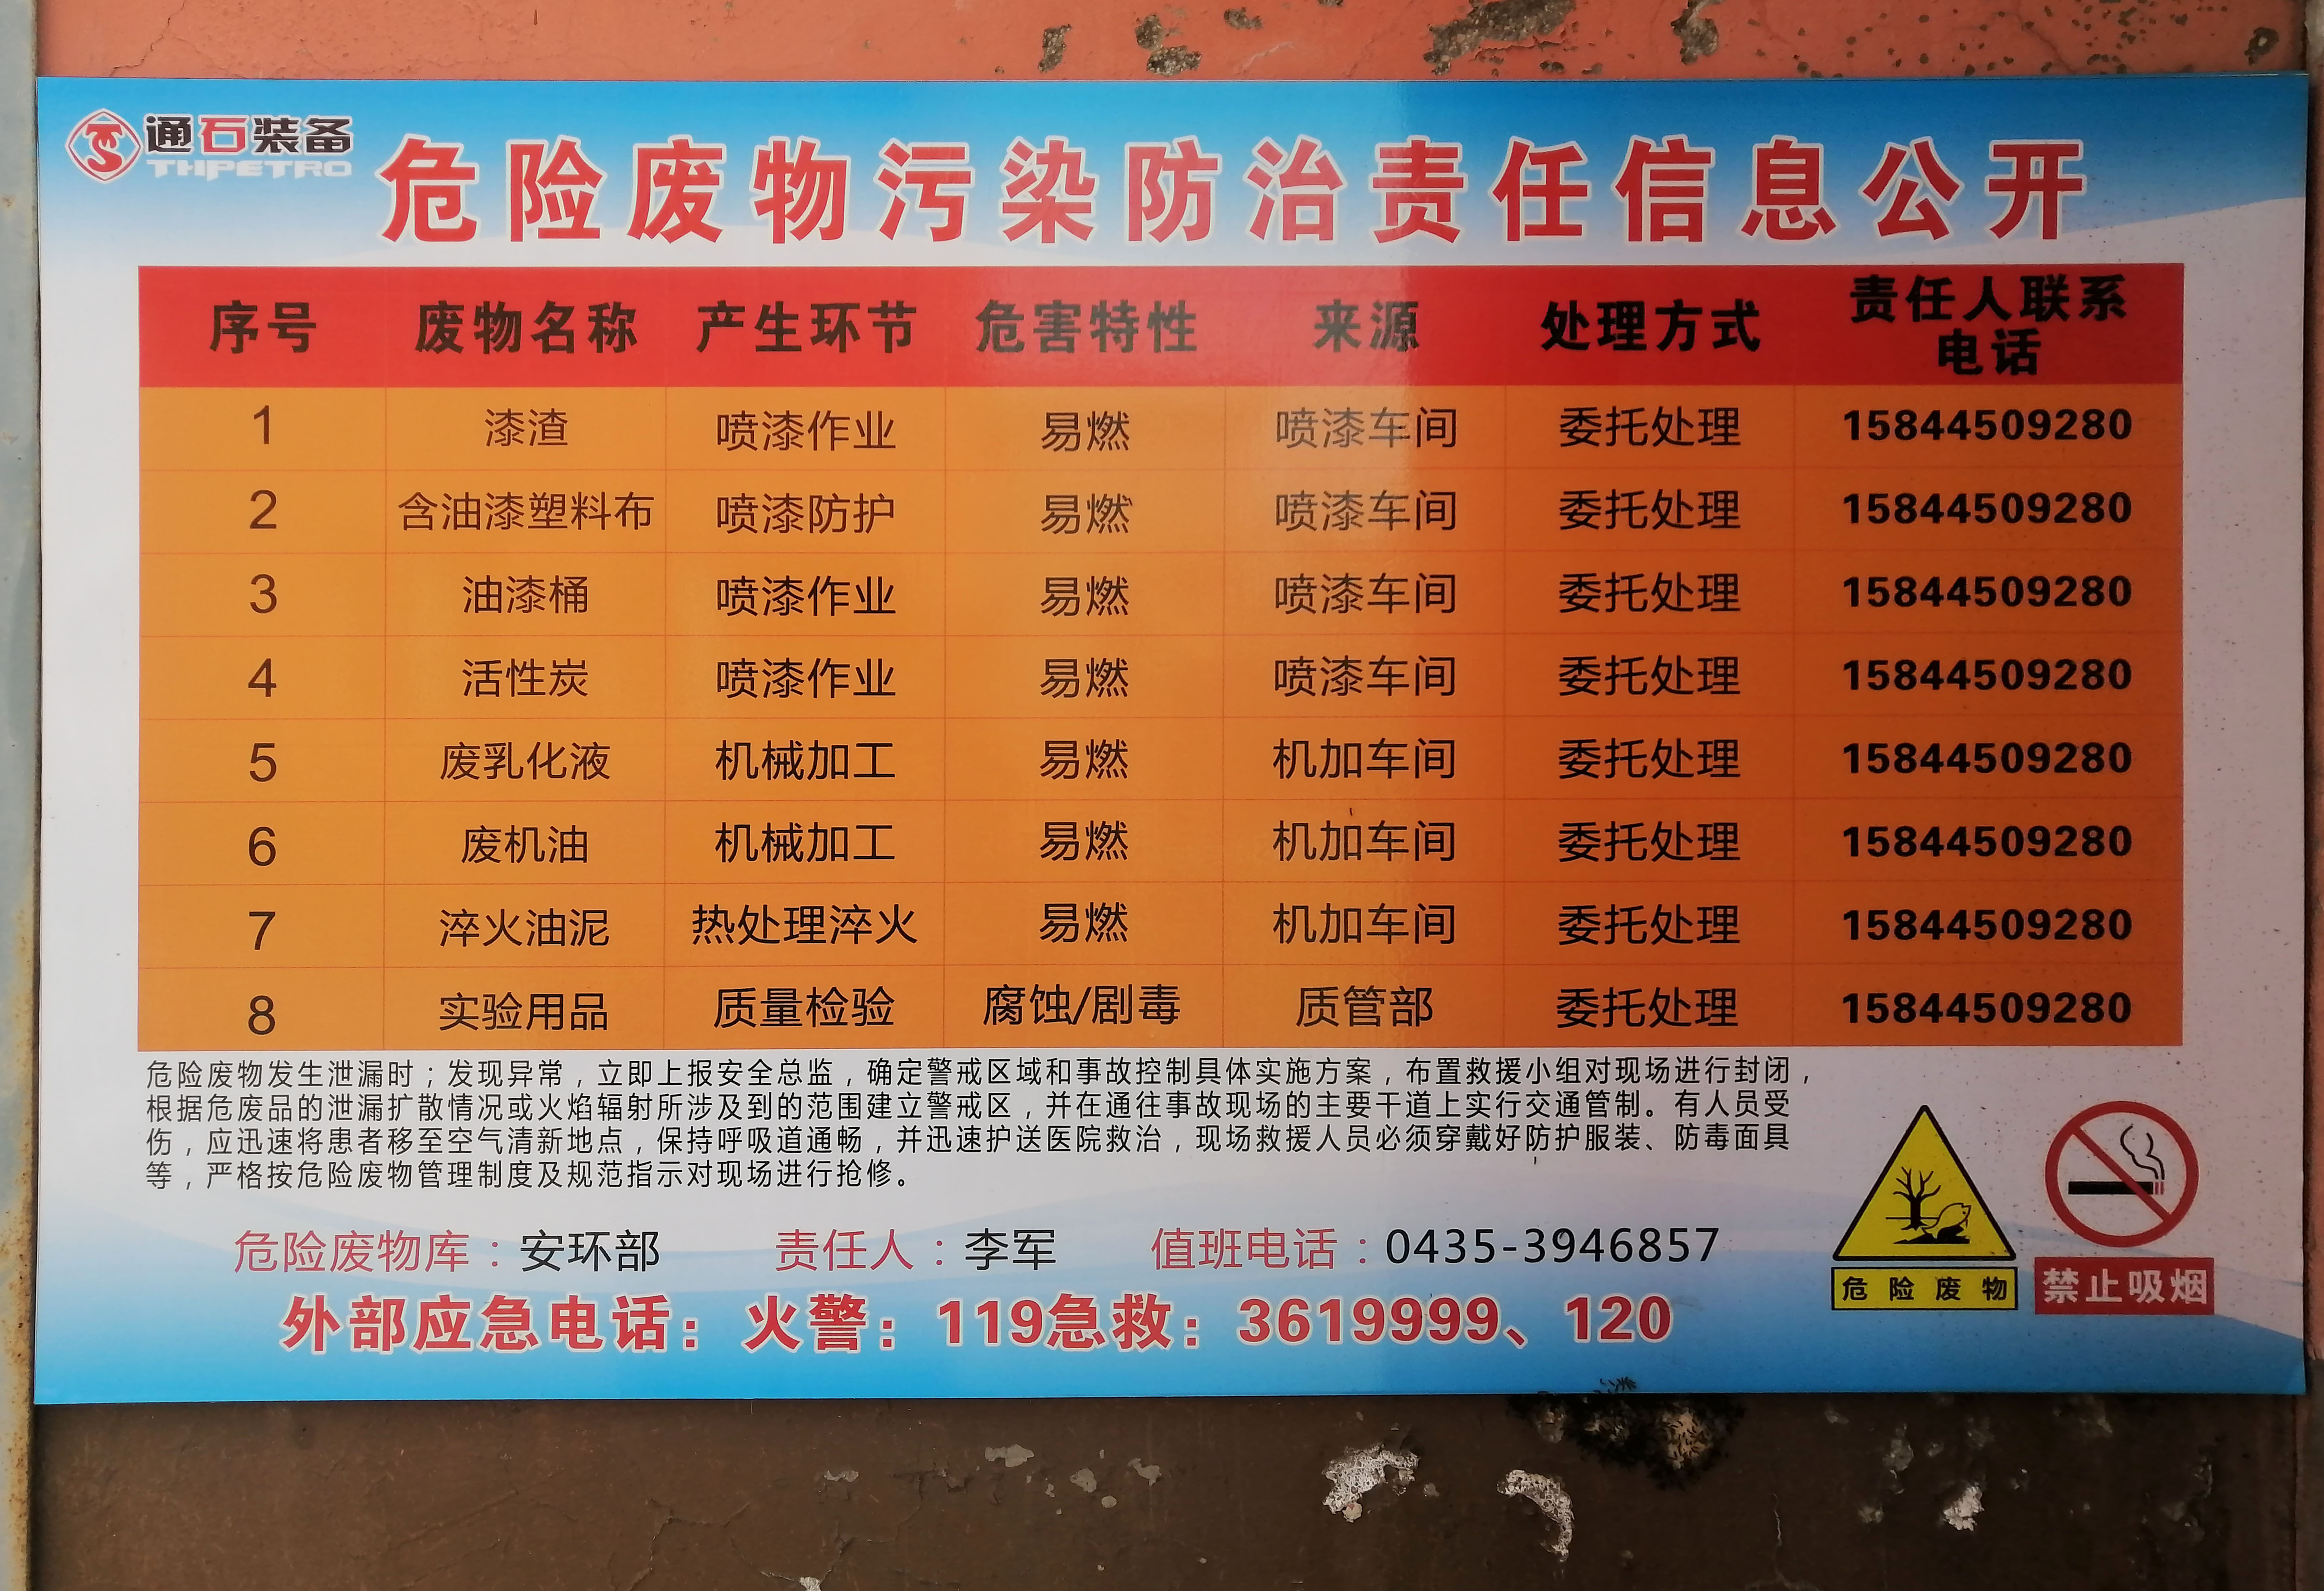 通石装备
THPETRO
危险废物污染防治责任信息公开
序号 废物名称 产生环节 危害特性 来源 处理方式 责任人联系电话
1 漆渣 喷漆作业 易燃 喷漆车间 委托处理 15844509280
2 含油漆塑料布 喷漆防护 易燃 喷漆车间 委托处理 15844509280
3 油漆桶 喷漆作业 易燃 喷漆车间 委托处理 15844509280
4 活性炭 喷漆作业 易燃 喷漆车间 委托处理 15844509280
5 废乳化液 机械加工 易燃 机加车间 委托处理 15844509280
6 废机油 机械加工 易燃 机加车间 委托处理 15844509280
7 淬火油泥 热处理淬火 易燃 机加车间 委托处理 15844509280
8 实验用品 质量检验 腐蚀/剧毒 质管部 委托处理 15844509280
危险废物发生泄漏时；发现异常，立即上报安全总监，确定警戒区域和事故控制具体实施方案，布置救援小组对现场进行封闭，
根据危废品的泄漏扩散情况或火焰辐射所涉及到的范围建立警戒区，并在通往事故现场的主要干道上实行交通管制。有人员受
伤，应迅速将患者移至空气清新地点，保持呼吸道通畅，并迅速护送医院救治，现场救援人员必须穿戴好防护服装、防毒面具
等，严格按危险废物管理制度及规范指示对现场进行抢修。
危险废物库：安环部 责任人：李军 值班电话：0435-3946857
外部应急电话：火警：119急救：3619999、120
危险废物
禁止吸烟